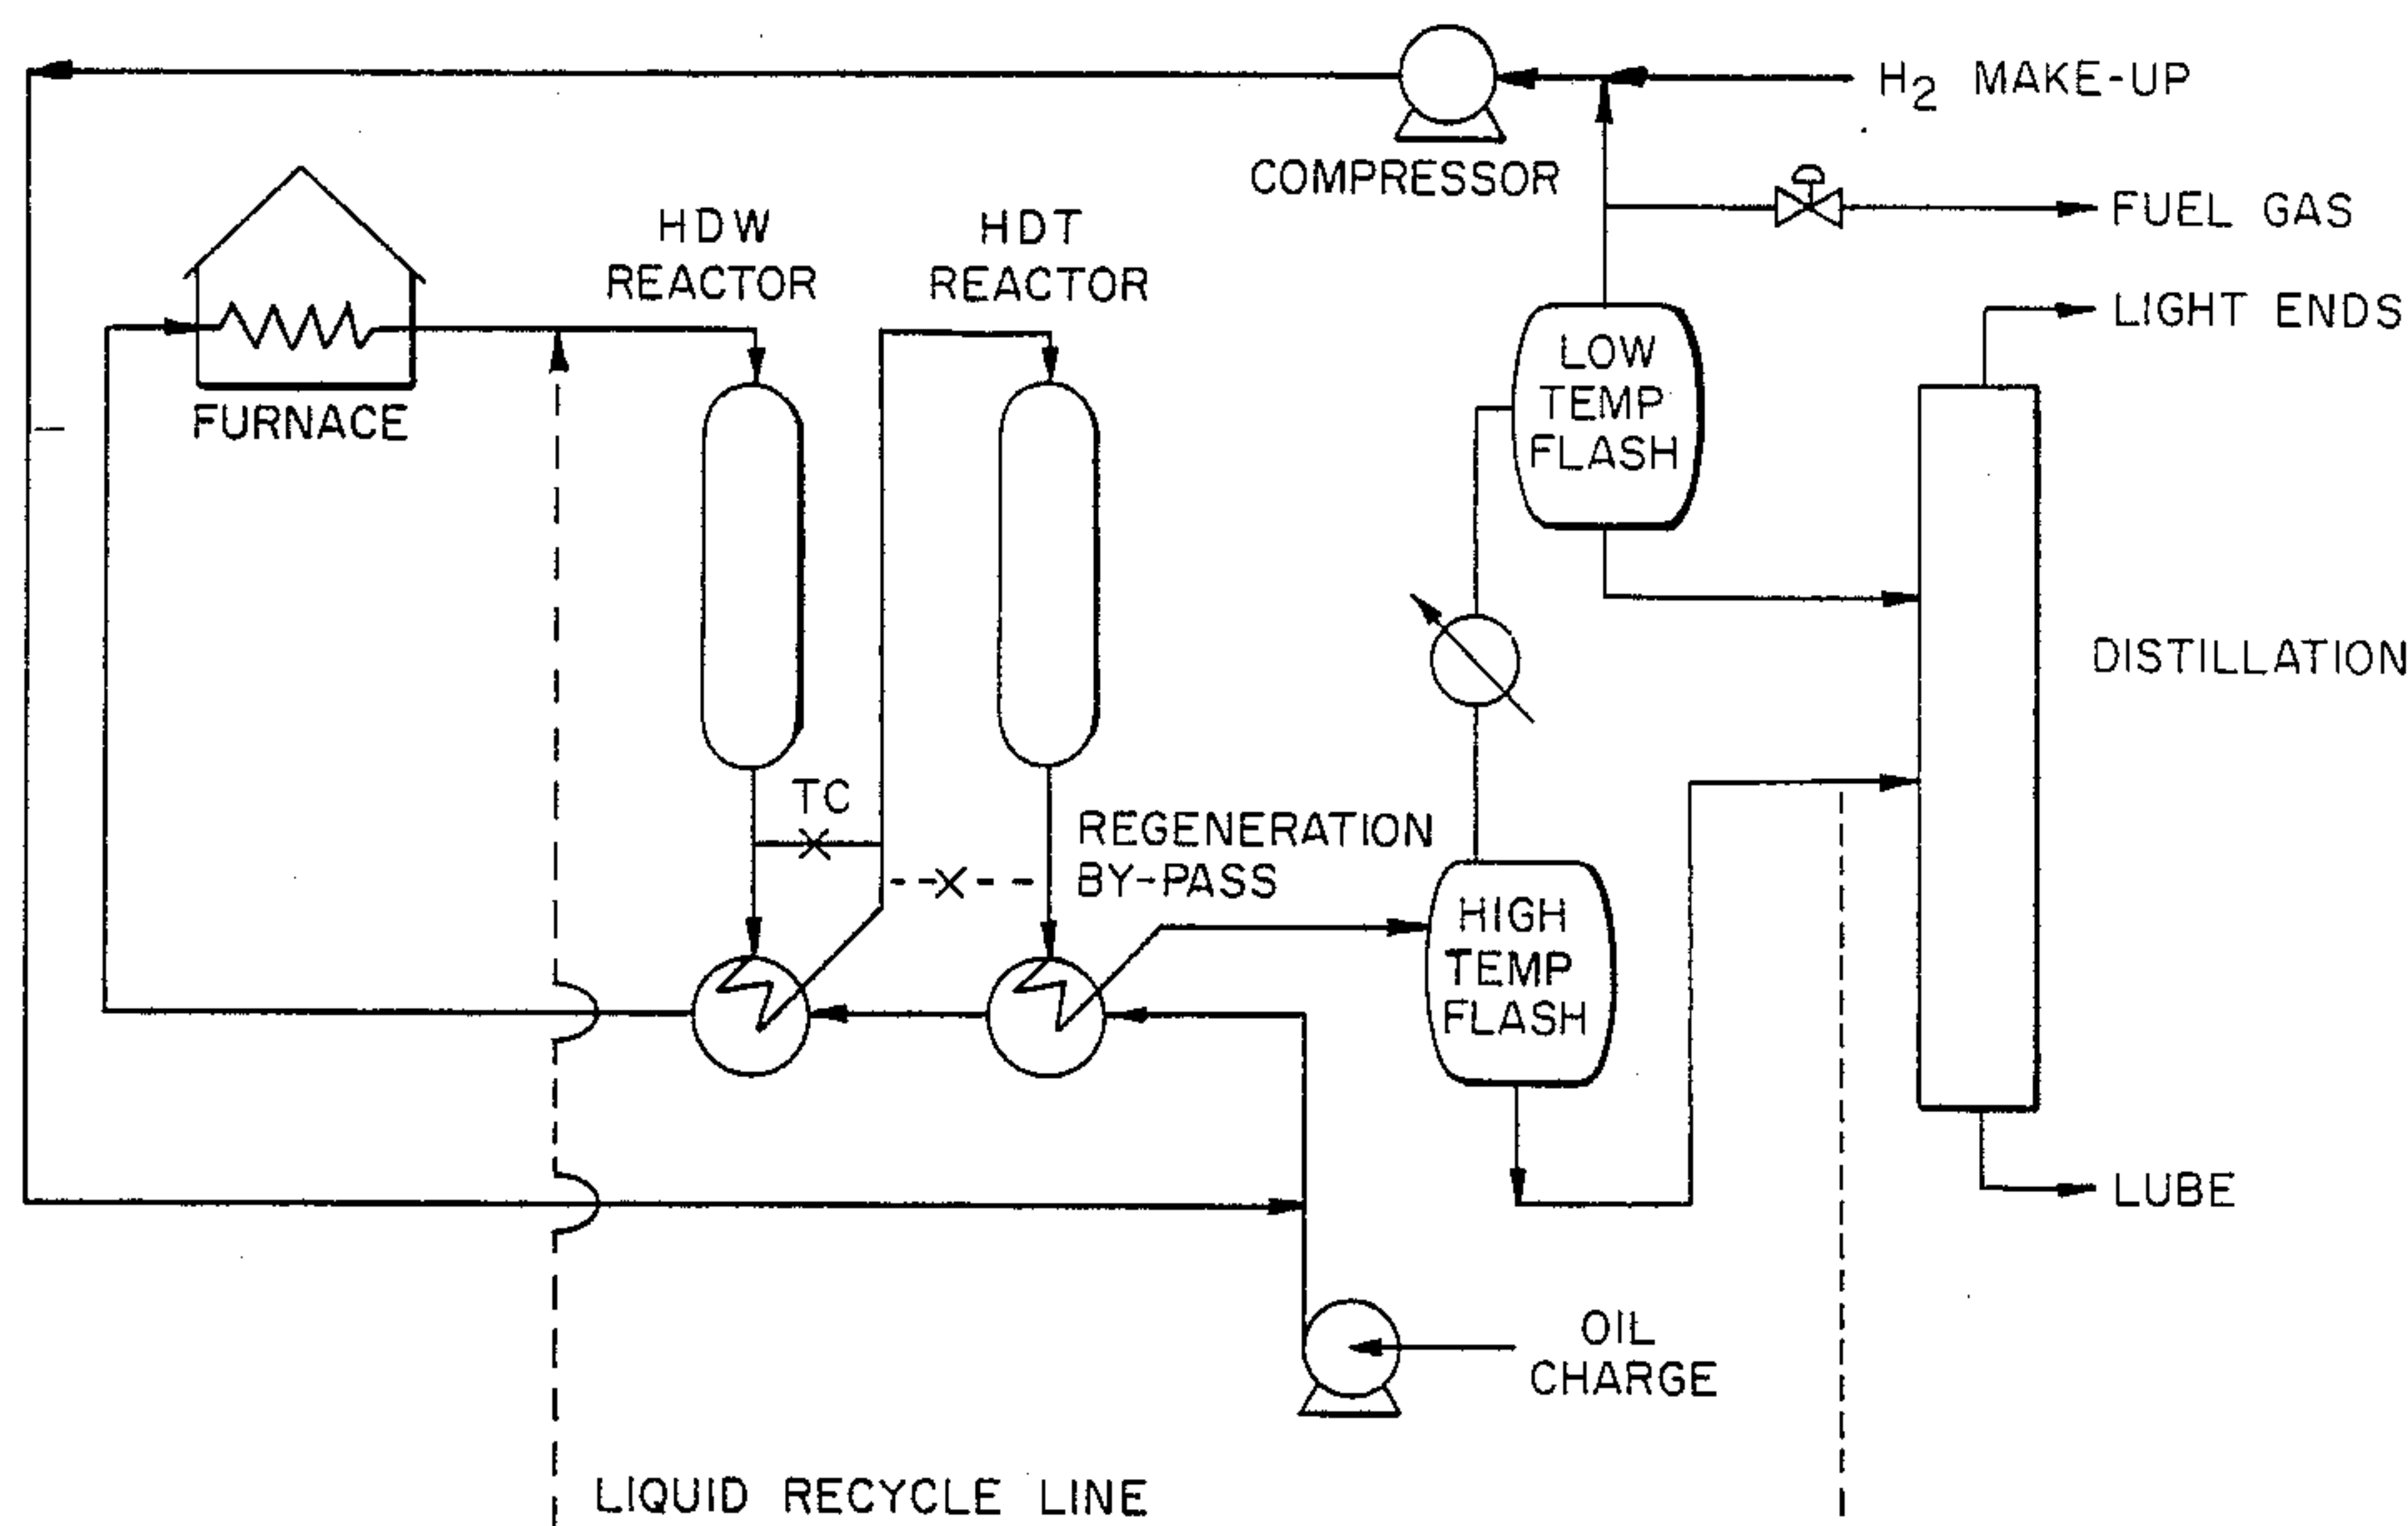 H2 MAKE-UP
COMPRESSOR
FUEL GAS
HDW
REACTOR
HDT
REACTOR
LIGHT ENDS
LOW
TEMP
FLASH
FURNACE
DISTILLATION
TC
REGENERATION
BY-PASS
HIGH
TEMP
FLASH
LUBE
OIL
CHARGE
LIQUID RECYCLE LINE